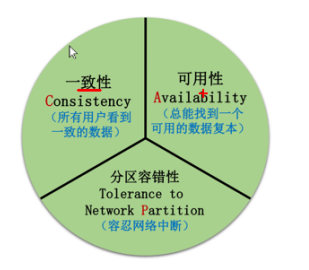 一致性
Consistency
（所有用户看到
一致的数据）
可用性
Availability
（总能找到一个
可用的数据复本）
分区容错性
Tolerance to
Network Partition
（容忍网络中断）